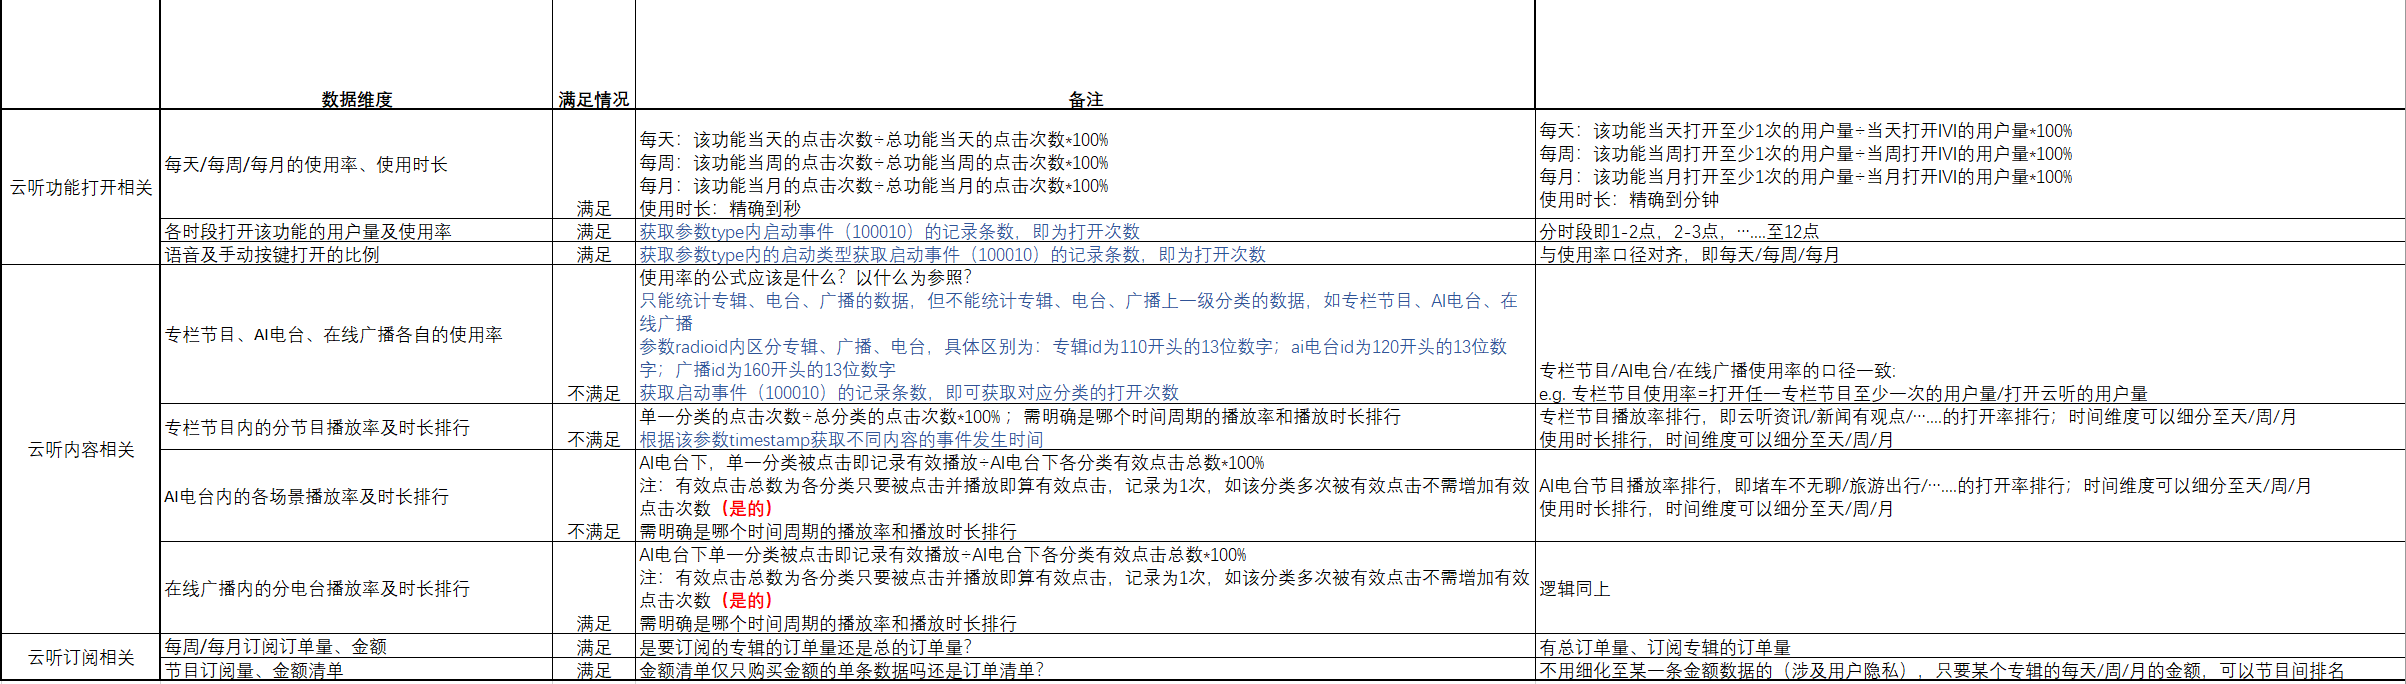 数据维度
满足情况
备注
云听功能打开相关
每天/每周/每月的使用率、使用时长
满足
每天：该功能当天的点击次数÷总功能当天的点击次数*100%
每周：该功能当周的点击次数÷总功能当周的点击次数*100%
每月：该功能当月的点击次数÷总功能当月的点击次数*100%
使用时长：精确到秒
每天：该功能当天打开至少1次的用户量÷当天打开IVI的用户量*100%
每周：该功能当周打开至少1次的用户量÷当周打开IVI的用户量*100%
每月：该功能当月打开至少1次的用户量÷当月打开IVI的用户量*100%
使用时长：精确到分钟
各时段打开该功能的用户量及使用率
满足
获取参数type内启动事件（100010）的记录条数，即为打开次数
分时段即1-2点，2-3点，…....至12点
语音及手动按键打开的比例
满足
获取参数type内的启动类型获取启动事件（100010）的记录条数，即为打开次数
与使用率口径对齐，即每天/每周/每月
云听内容相关
专栏节目、AI电台、在线广播各自的使用率
不满足
使用率的公式应该是什么？以什么为参照？
只能统计专辑、电台、广播的数据，但不能统计专辑、电台、广播上一级分类的数据，如专栏节目、AI电台、在
线广播
参数radioid内区分专辑、广播、电台，具体区别为：专辑id为110开头的13位数字；ai电台id为120开头的13位数
字；广播id为160开头的13位数字
获取启动事件（100010）的记录条数，即可获取对应分类的打开次数
专栏节目/AI电台/在线广播使用率的口径一致:
e.g. 专栏节目使用率=打开任一专栏节目至少一次的用户量/打开云听的用户量
专栏节目内的分节目播放率及时长排行
不满足
单一分类的点击次数÷总分类的点击次数*100%；需明确是哪个时间周期的播放率和播放时长排行
根据该参数timestamp获取不同内容的事件发生时间
专栏节目播放率排行，即云听资讯/新闻有观点/…....的打开率排行；时间维度可以细分至天/周/月
使用时长排行，时间维度可以细分至天/周/月
AI电台内的各场景播放率及时长排行
不满足
AI电台下，单一分类被点击即记录有效播放÷AI电台下各分类有效点击总数*100%
注：有效点击总数为各分类只要被点击并播放即算有效点击，记录为1次，如该分类多次被有效点击不需增加有效
点击次数（是的）
需明确是哪个时间周期的播放率和播放时长排行
AI电台节目播放率排行，即堵车不无聊/旅游出行/…....的打开率排行；时间维度可以细分至天/周/月
使用时长排行，时间维度可以细分至天/周/月
在线广播内的分电台播放率及时长排行
满足
AI电台下单一分类被点击即记录有效播放÷AI电台下各分类有效点击总数*100%
注：有效点击总数为各分类只要被点击并播放即算有效点击，记录为1次，如该分类多次被有效点击不需增加有效
点击次数（是的）
需明确是哪个时间周期的播放率和播放时长排行
逻辑同上
云听订阅相关
每周/每月订阅订单量、金额
满足
是要订阅的专辑的订单量还是总的订单量？
有总订单量、订阅专辑的订单量
节目订阅量、金额清单
满足
金额清单仅只购买金额的单条数据吗还是订单清单？
不用细化至某一条金额数据的（涉及用户隐私），只要某个专辑的每天/周/月的金额，可以节目间排名